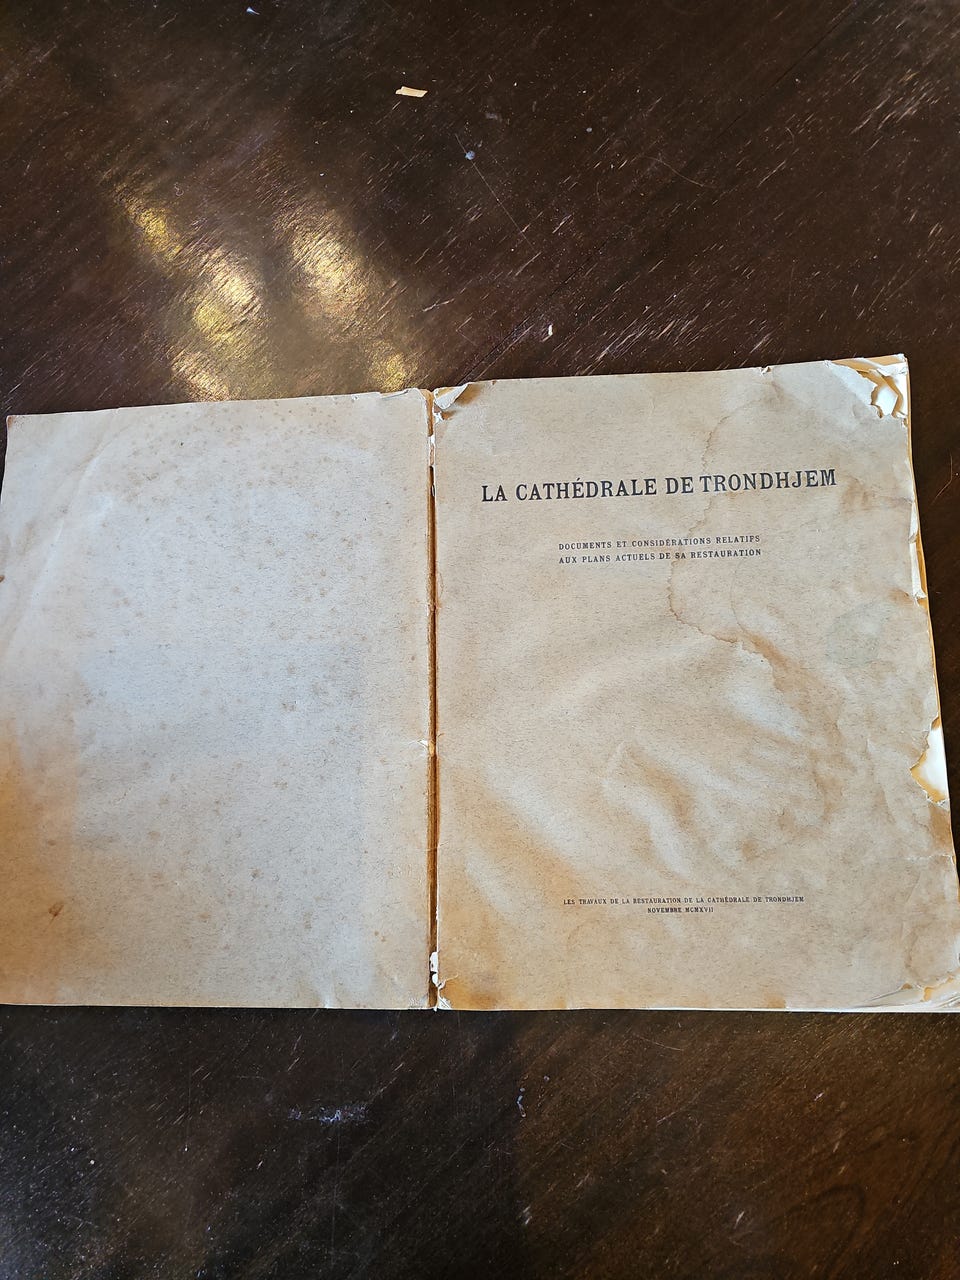 LA CATHÉDRALE DE TRONDHJEM
DOCUMENTS ET CONSIDÉRATIONS RELATIFS
AUX PLANS ACTUELS DE SA RESTAURATION
LES TRAVAUX DE LA RESTAURATION DE LA CATHÉDRALE DE TRONDHJEM
NOVEMBRE MCMXVII